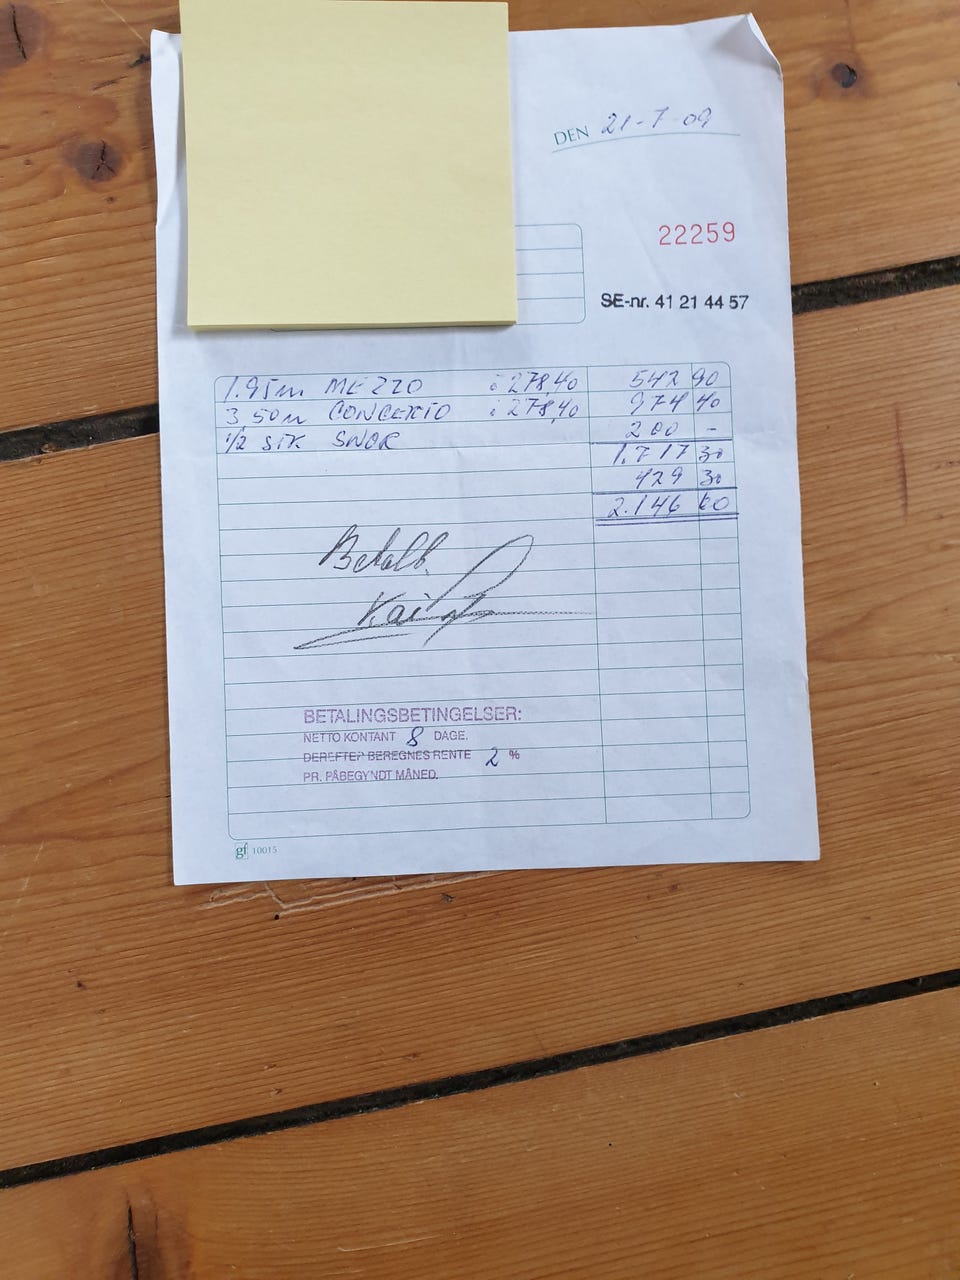 DEN 21-7-09
22259
SE-nr. 41 21 44 57
1.95m MEZZO à 278,40 542 90
3,50m CONCERTO à 278,40 974 40
1/2 STK SNOR 200 -
1.717 30
429 30
2.146 60
Betalt.
BETALINGSBETINGELSER:
NETTO KONTANT 8 DAGE.
DEREFTER BEREGNES RENTE 2 %
PR. PÅBEGYNDT MÅNED.
gf 10015